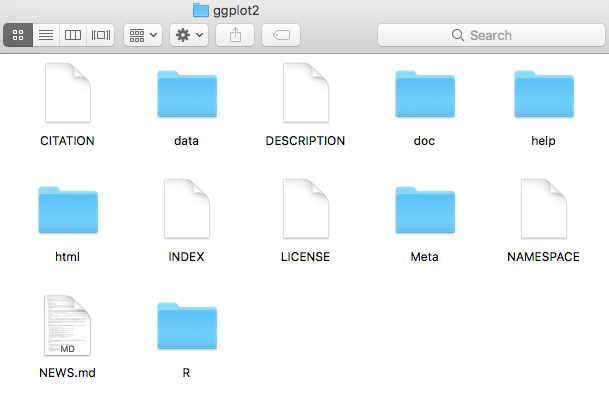 ggplot2
Search
CITATION
data
DESCRIPTION
doc
help
html
INDEX
LICENSE
Meta
NAMESPACE
MD
NEWS.md
R